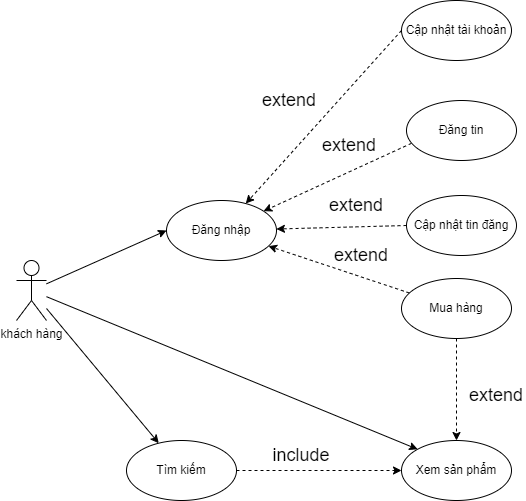 Cập nhật tài khoản
extend
Đăng tin
extend
extend
Cập nhật tin đăng
Đăng nhập
extend
Mua hàng
khách hàng
extend
include
Tìm kiếm
Xem sản phẩm